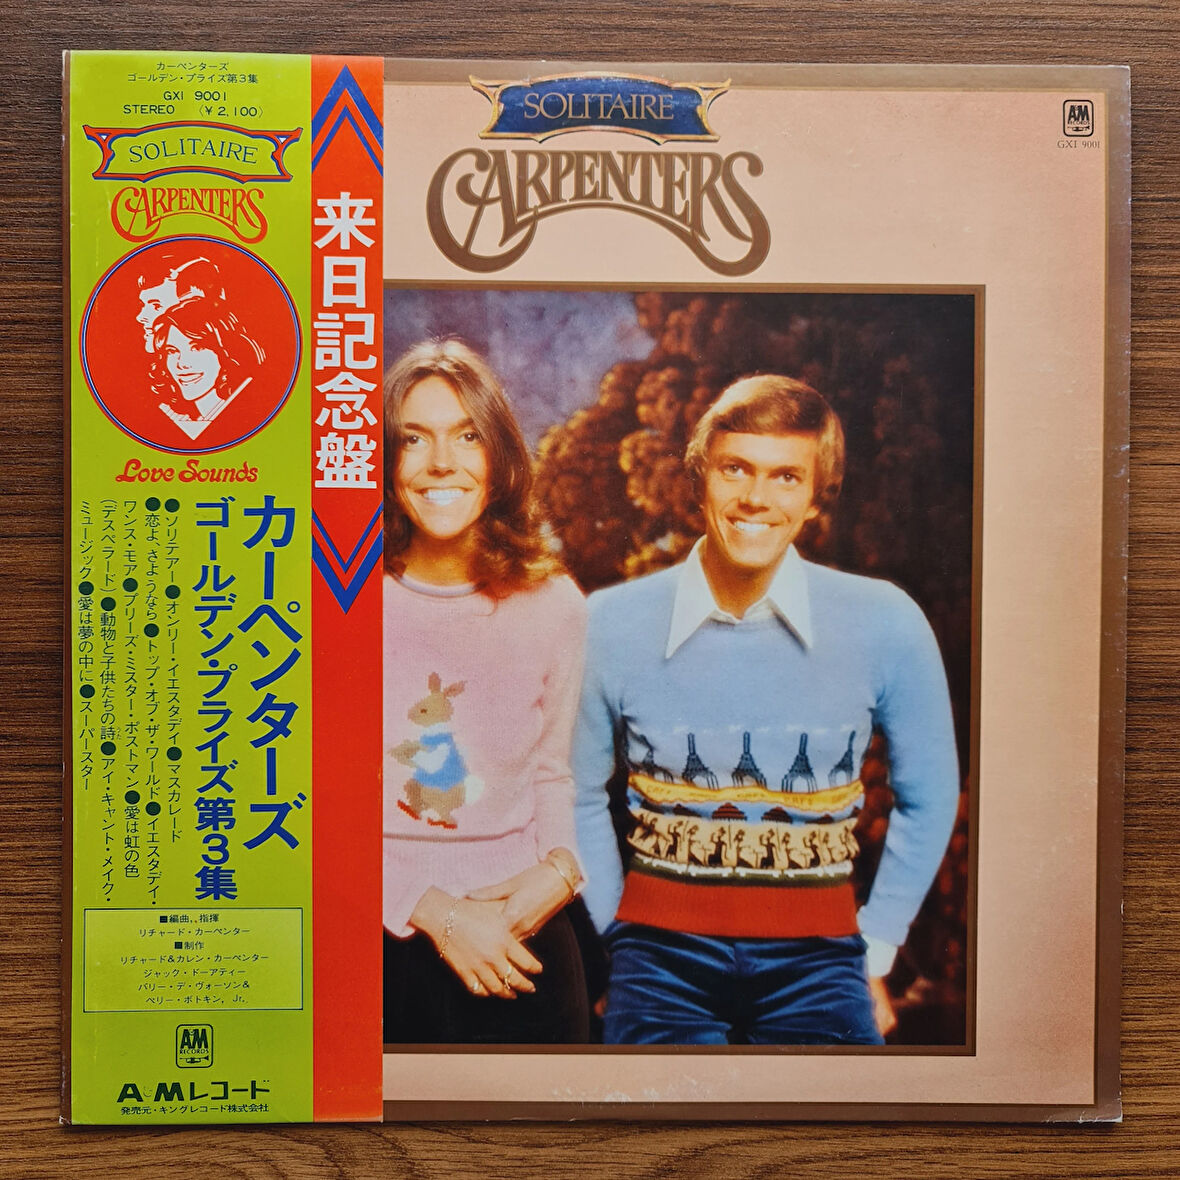 カーペンターズ
ゴールデン・プライズ第3集
GXI 9001
STEREO 〈¥2,100〉
SOLITAIRE
CARPENTERS
Love Sounds
来日記念盤
カーペンターズ
ゴールデン・プライズ第3集
●ソリテアー●オンリー・イエスタデイ●マスカレード
●恋よ、さようなら●トップ・オブ・ザ・ワールド●イエスタデイ・
ワンス・モア●プリーズ・ミスター・ポストマン●愛は虹の色
(デスペラード)●動物と子供たちの詩うた●アイ・キャント・メイク・
ミュージック●愛は夢の中に●スーパースター
■編曲、指揮
リチャード・カーペンター
■制作
リチャード&カレン・カーペンター
ジャック・ドーアティー
バリー・デ・ヴォーソン&
ペリー・ボトキン, Jr.
A&M
RECORDS
A&Mレコード
発売元・キングレコード株式会社
SOLITAIRE
CARPENTERS
A&M
RECORDS
GXI 9001